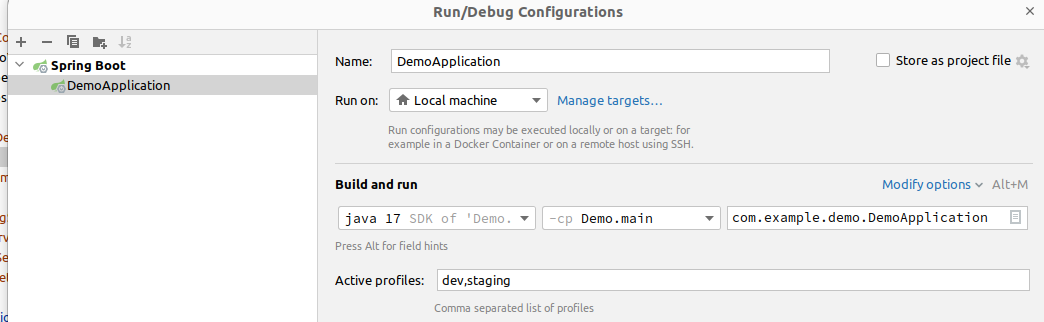 Run/Debug Configurations
Spring Boot
DemoApplication
Name: DemoApplication
Store as project file
Run on: Local machine Manage targets...
Run configurations may be executed locally or on a target: for
example in a Docker Container or on a remote host using SSH.
Build and run
Modify options Alt+M
java 17 SDK of 'Demo. -cp Demo.main com.example.demo.DemoApplication
Press Alt for field hints
Active profiles: dev,staging
Comma separated list of profiles